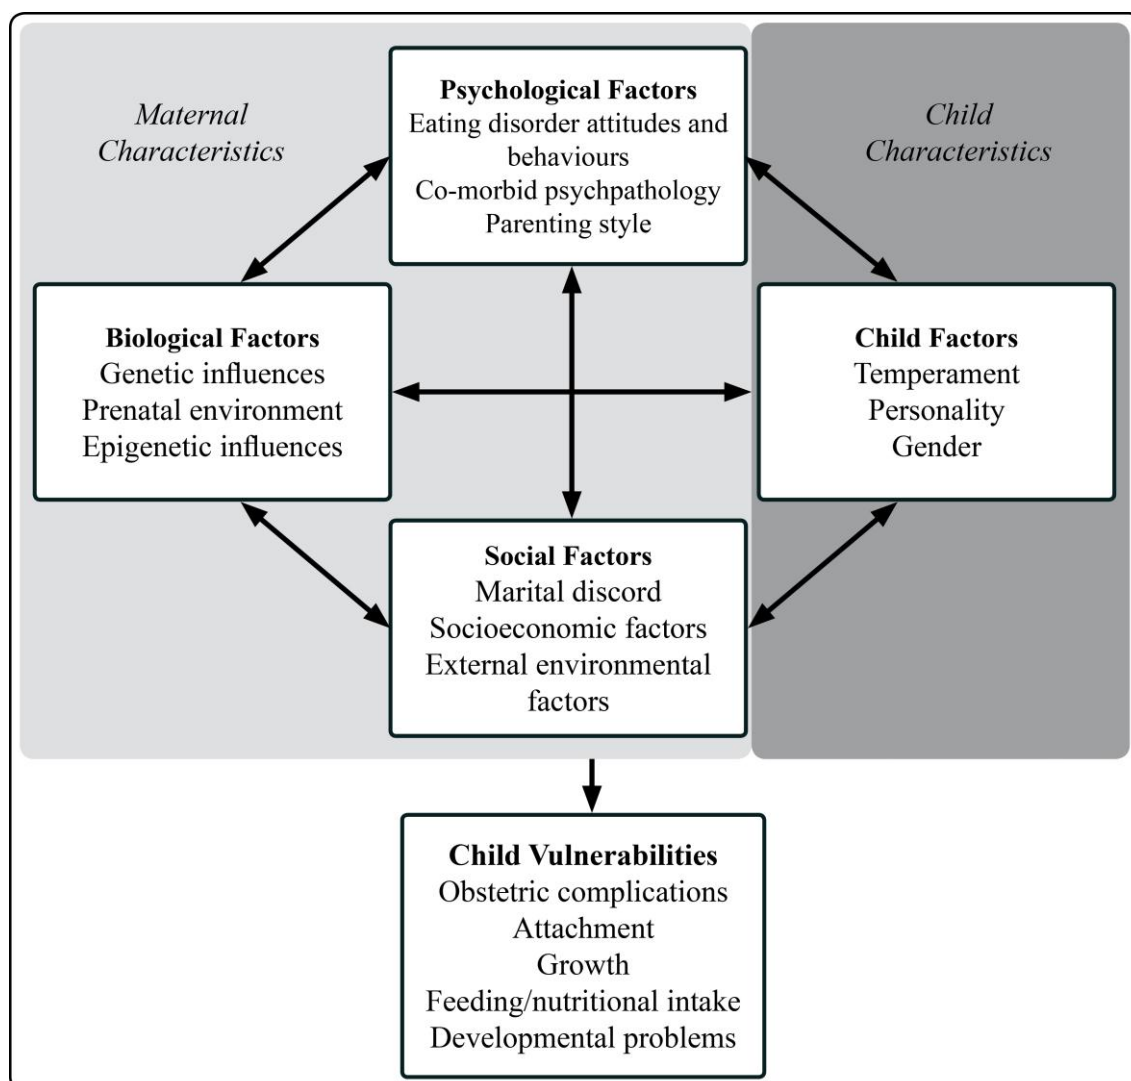 Maternal
Characteristics
Psychological Factors
Eating disorder attitudes and
behaviours
Co-morbid psychpathology
Parenting style
Child
Characteristics
Biological Factors
Genetic influences
Prenatal environment
Epigenetic influences
Child Factors
Temperament
Personality
Gender
Social Factors
Marital discord
Socioeconomic factors
External environmental
factors
Child Vulnerabilities
Obstetric complications
Attachment
Growth
Feeding/nutritional intake
Developmental problems